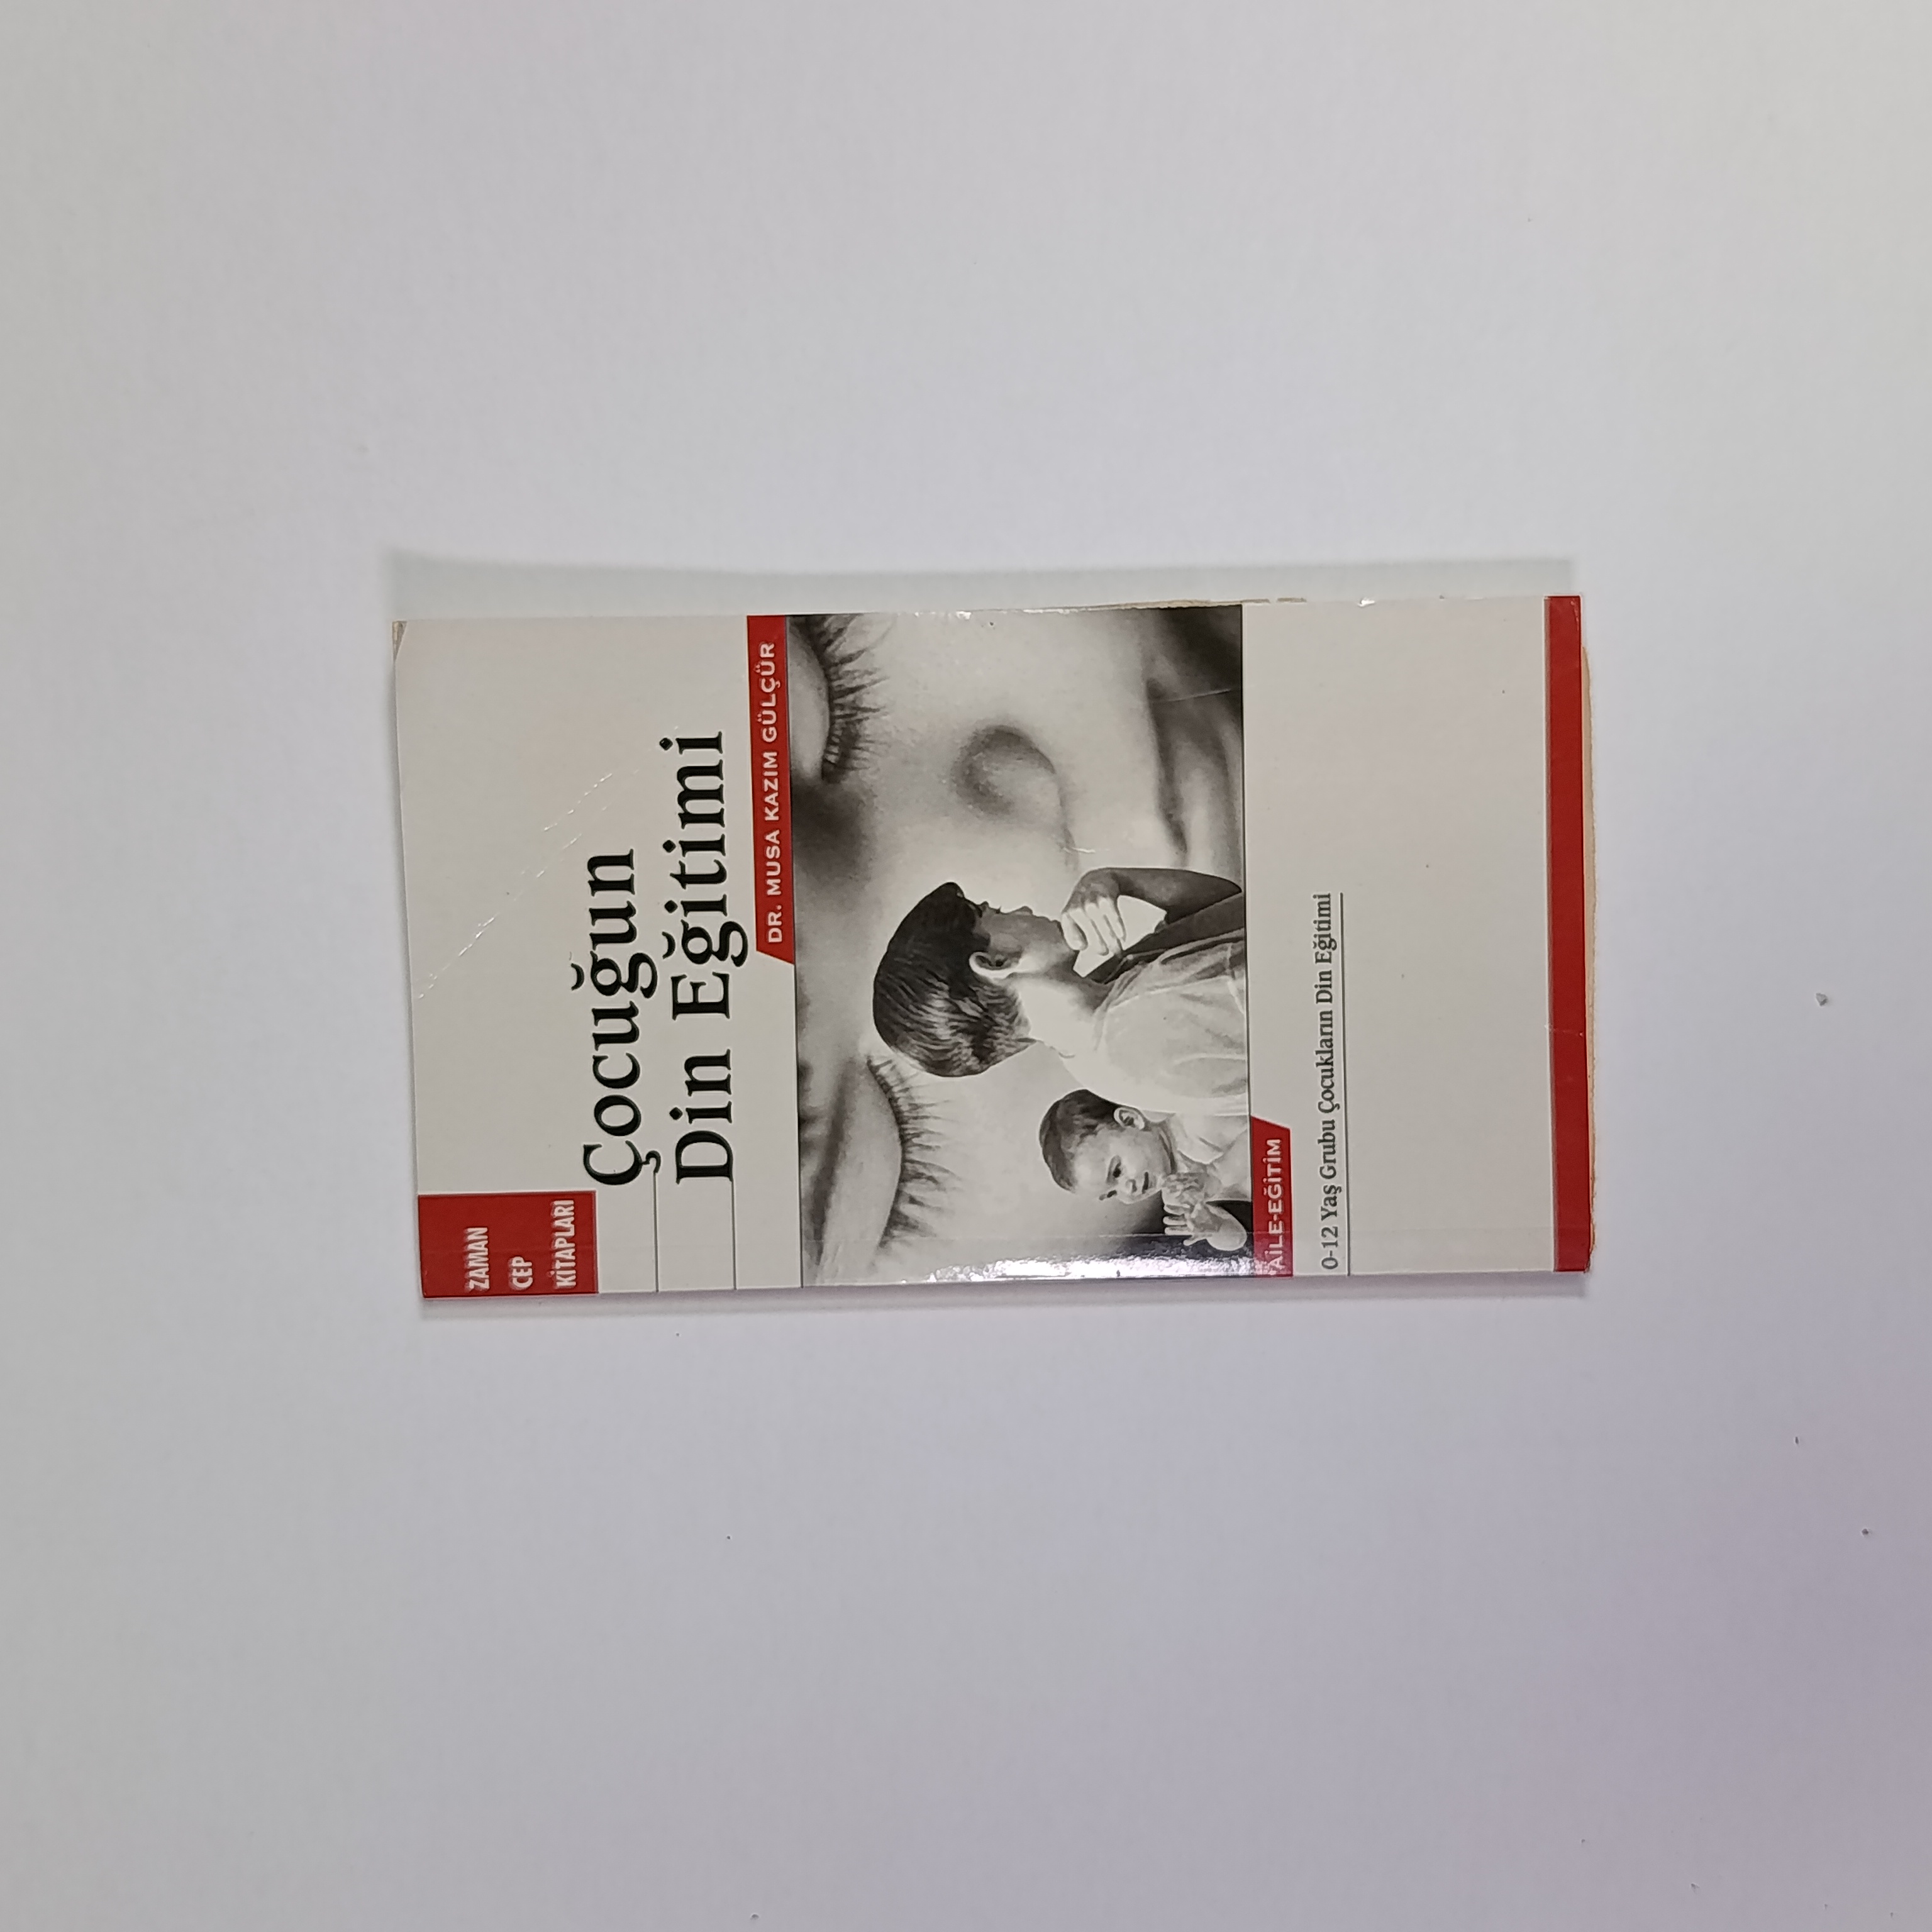 ZAMAN
CEP
KİTAPLARI
Çocuğun
Din Eğitimi
DR. MUSA KAZIM GÜLÇÜR
AİLE-EĞİTİM
0-12 Yaş Grubu Çocukların Din Eğitimi